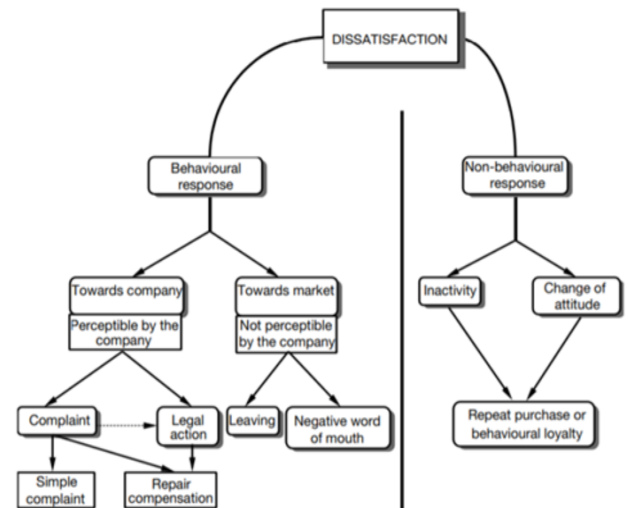 DISSATISFACTION
Behavioural
response
Non-behavioural
response
Towards company
Perceptible by the
company
Towards market
Not perceptible
by the company
Inactivity
Change of
attitude
Complaint
Legal
action
Leaving
Negative word
of mouth
Repeat purchase or
behavioural loyalty
Simple
complaint
Repair
compensation